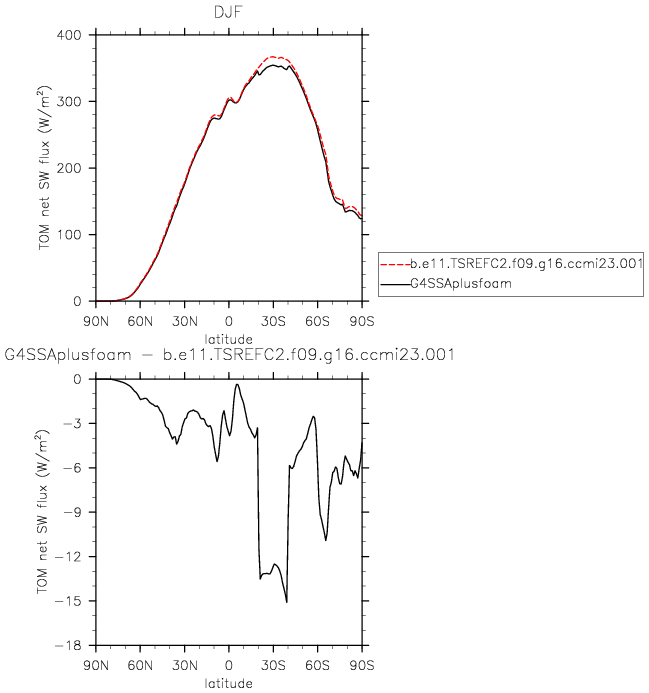 DJF
400
300
200
100
0
TOM net SW flux (W/m²)
90N 60N 30N 0 30S 60S 90S
latitude
b.e11.TSREFC2.f09.g16.ccmi23.001
G4SSAplusfoam
G4SSAplusfoam − b.e11.TSREFC2.f09.g16.ccmi23.001
0
−3
−6
−9
−12
−15
−18
TOM net SW flux (W/m²)
90N 60N 30N 0 30S 60S 90S
latitude